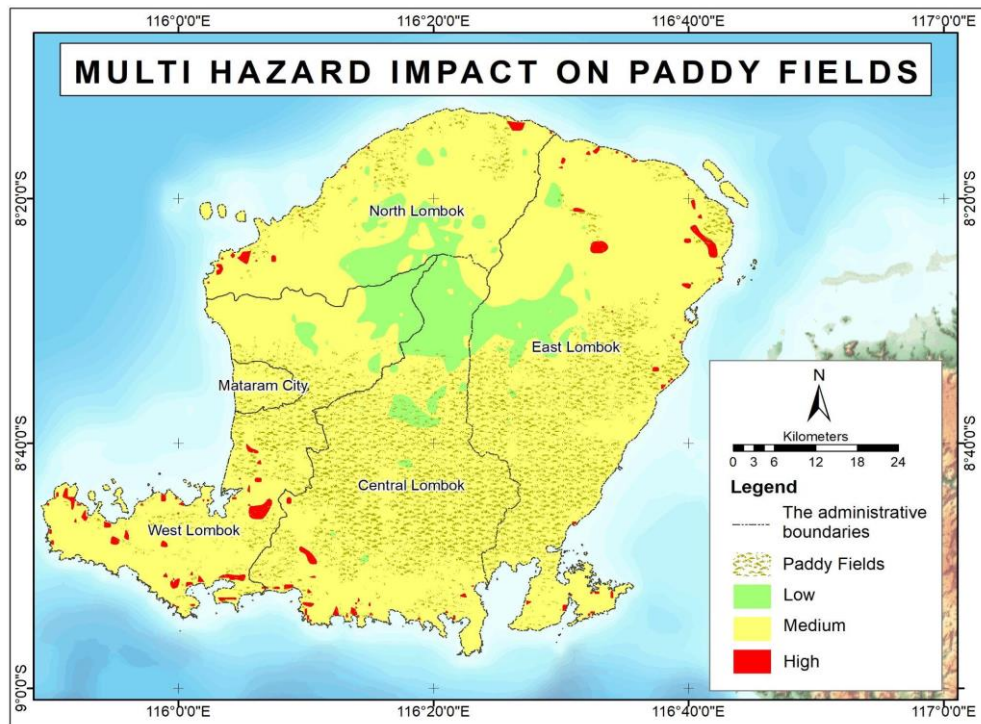 116°0'0"E 116°20'0"E 116°40'0"E 117°0'0"E
MULTI HAZARD IMPACT ON PADDY FIELDS
8°20'0"S 8°20'0"S
North Lombok
East Lombok
Mataram City
N
Kilometers
0 3 6 12 18 24
8°40'0"S 8°40'0"S
Central Lombok
West Lombok
Legend
The administrative
boundaries
Paddy Fields
Low
Medium
High
9°0'0"S 9°0'0"S
116°0'0"E 116°20'0"E 116°40'0"E 117°0'0"E